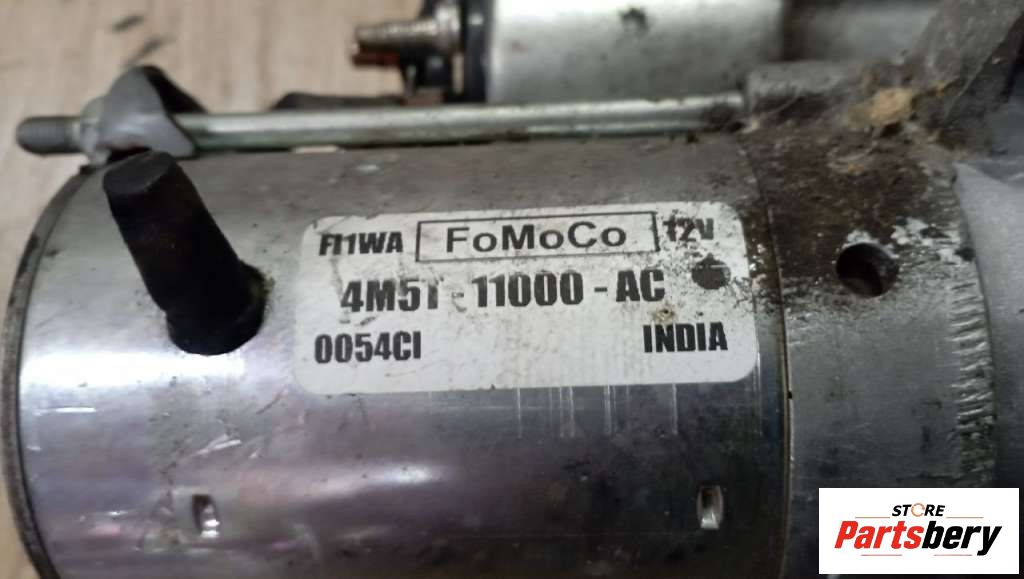 FI1WA FoMoCo 12V
4M5T-11000-AC
0054CI INDIA
STORE
Partsbery